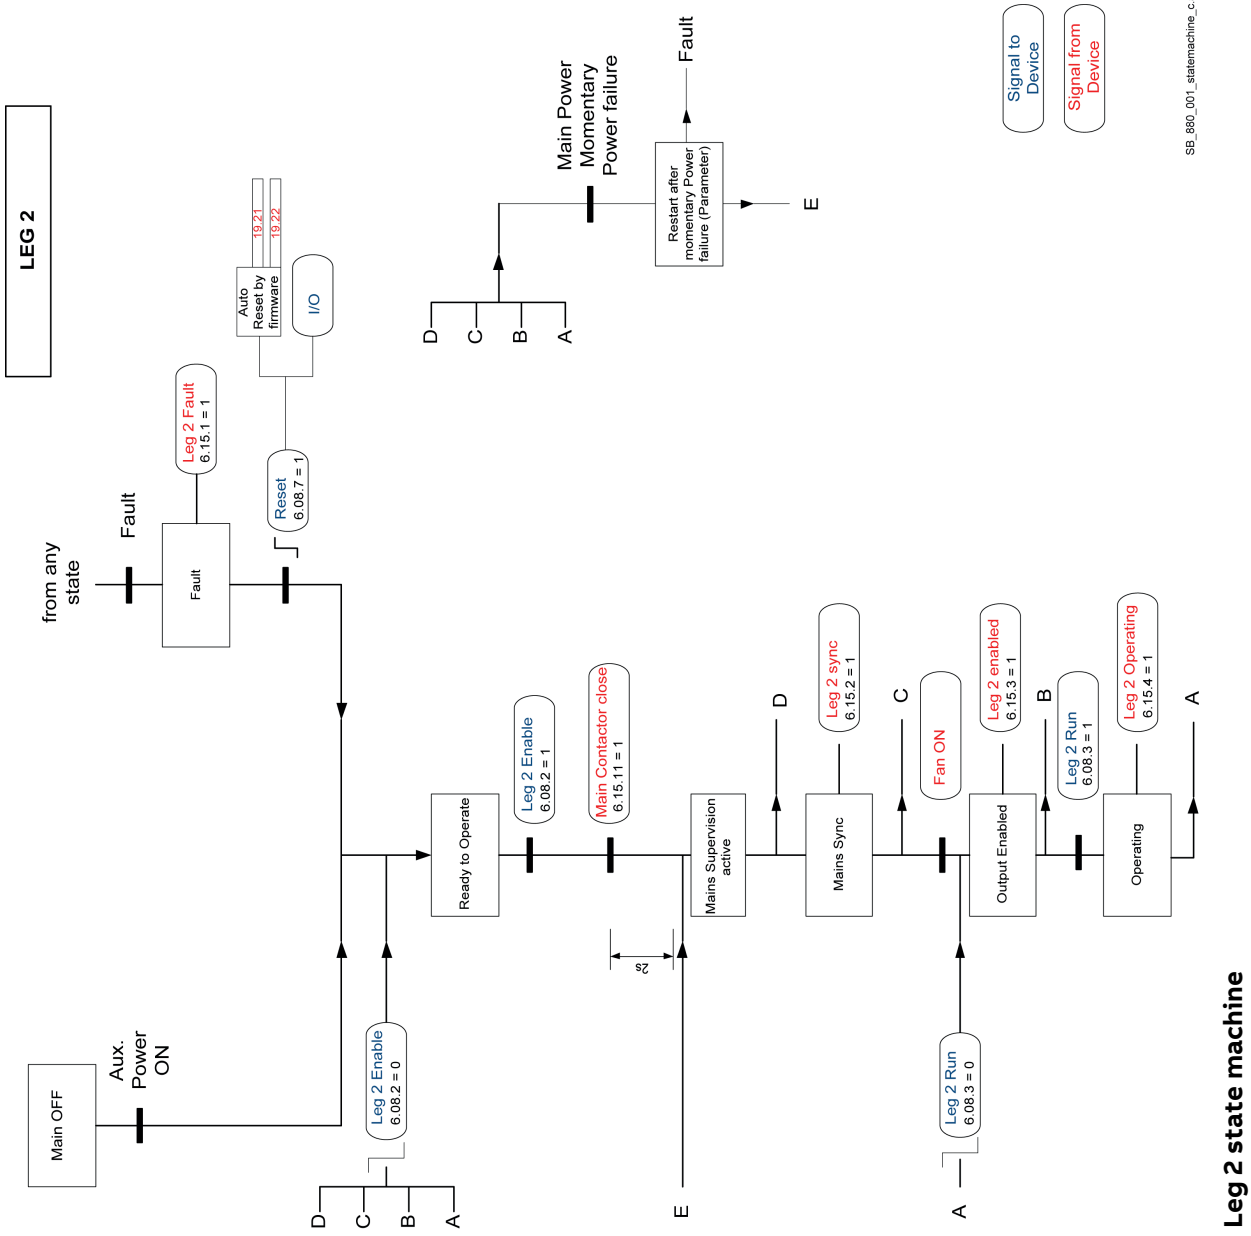 LEG 2
Main OFF
Aux.
Power
ON
from any
state
Fault
Fault
Leg 2 Fault
6.15.1 = 1
Reset
6.08.7 = 1
Auto
Reset by
firmware
19.21
19.22
I/O
D
C
B
A
Leg 2 Enable
6.08.2 = 0
Ready to Operate
Leg 2 Enable
6.08.2 = 1
Main Contactor close
6.15.11 = 1
2s
E
Mains Supervision
active
D
Mains Sync
Leg 2 sync
6.15.2 = 1
C
Fan ON
A
Leg 2 Run
6.08.3 = 0
Output Enabled
Leg 2 enabled
6.15.3 = 1
B
Leg 2 Run
6.08.3 = 1
Operating
Leg 2 Operating
6.15.4 = 1
A
D
C
B
A
Main Power
Momentary
Power failure
Restart after
momentary Power
failure (Parameter)
Fault
E
Signal to
Device
Signal from
Device
SB_880_001_statemachine_c.
Leg 2 state machine